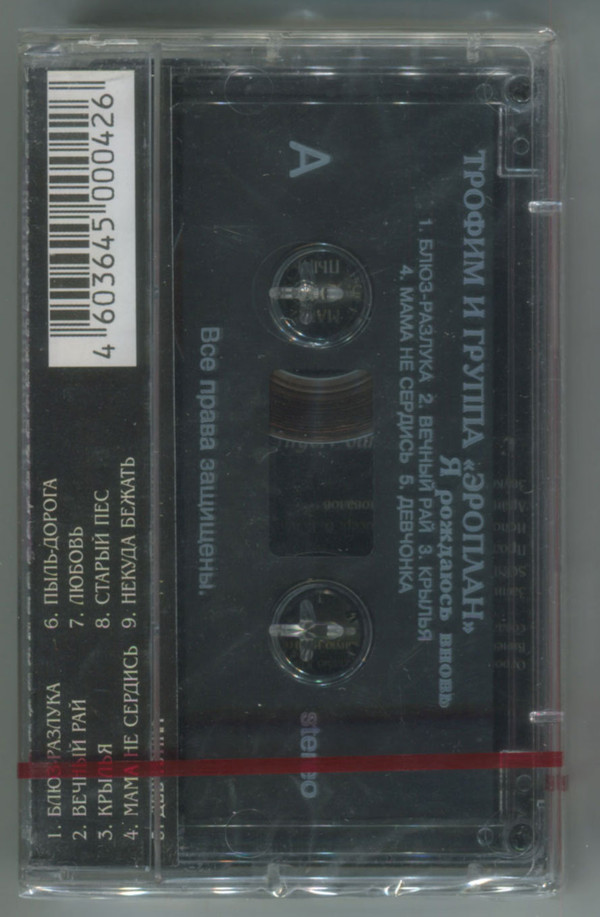 4 603645 000426
1. БЛЮЗ-РАЗЛУКА
2. ВЕЧНЫЙ РАЙ
3. КРЫЛЬЯ
4. МАМА НЕ СЕРДИСЬ
6. ПЫЛЬ-ДОРОГА
7. ЛЮБОВЬ
8. СТАРЫЙ ПЕС
9. НЕКУДА БЕЖАТЬ
ТРОФИМ И ГРУППА «ЭРОПЛАН»
Я рождаюсь вновь
1. БЛЮЗ-РАЗЛУКА 2. ВЕЧНЫЙ РАЙ 3. КРЫЛЬЯ
4. МАМА НЕ СЕРДИСЬ 5. ДЕВЧОНКА
A
stereo
Все права защищены.